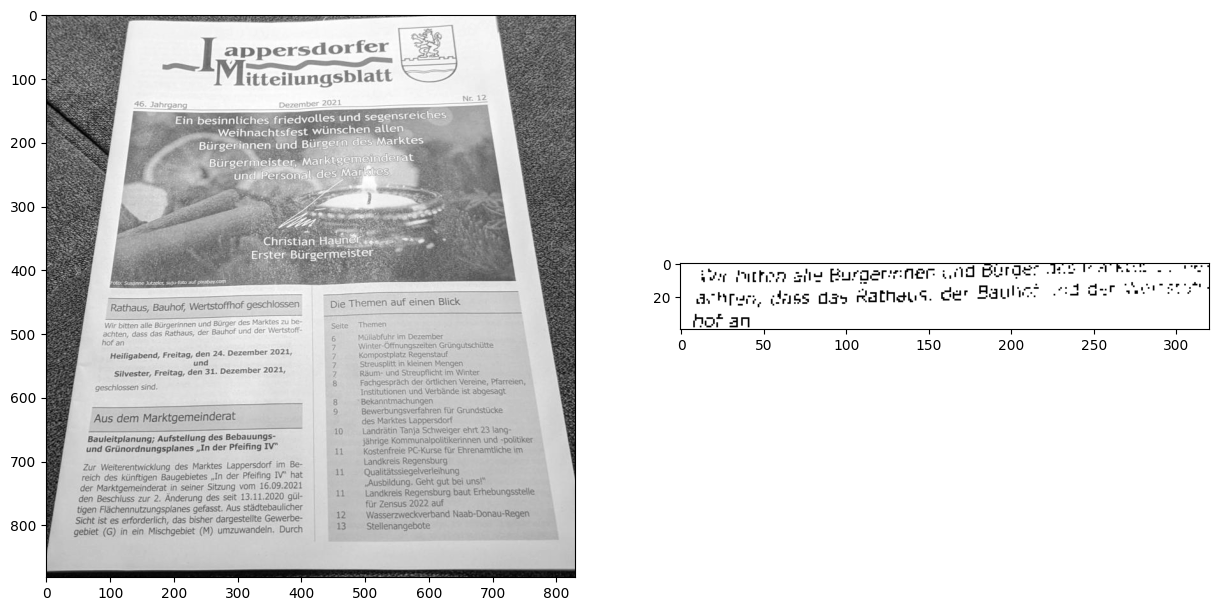 Lappersdorfer
Mitteilungsblatt
46. Jahrgang Dezember 2021 Nr. 12
Ein besinnliches friedvolles und segensreiches
Weihnachtsfest wünschen allen
Bürgerinnen und Bürgern des Marktes
Bürgermeister, Marktgemeinderat
und Personal des Marktes
Christian Hauner
Erster Bürgermeister
Rathaus, Bauhof, Wertstoffhof geschlossen
Wir bitten alle Bürgerinnen und Bürger des Marktes zu be-
achten, dass das Rathaus, der Bauhof und der Wertstoff-
hof an
Heiligabend, Freitag, den 24. Dezember 2021,
und
Silvester, Freitag, den 31. Dezember 2021,
geschlossen sind.
Aus dem Marktgemeinderat
Bauleitplanung; Aufstellung des Bebauungs-
und Grünordnungsplanes „In der Pfeifing IV"
Zur Weiterentwicklung des Marktes Lappersdorf im Be-
reich des künftigen Baugebietes „In der Pfeifing IV" hat
der Marktgemeinderat in seiner Sitzung vom 16.09.2021
den Beschluss zur 2. Änderung des seit 13.11.2020 gül-
tigen Flächennutzungsplanes gefasst. Aus städtebaulicher
Sicht ist es erforderlich, das bisher dargestellte Gewerbe-
gebiet (G) in ein Mischgebiet (M) umzuwandeln. Durch
Die Themen auf einen Blick
Seite Themen
6 Müllabfuhr im Dezember
7 Winter-Öffnungszeiten Grüngutschütte
7 Kompostplatz Regenstauf
7 Streusplitt in kleinen Mengen
7 Räum- und Streupflicht im Winter
8 Fachgespräch der örtlichen Vereine, Pfarreien,
Institutionen und Verbände ist abgesagt
8 Bekanntmachungen
9 Bewerbungsverfahren für Grundstücke
des Marktes Lappersdorf
10 Landrätin Tanja Schweiger ehrt 23 lang-
jährige Kommunalpolitikerinnen und -politiker
11 Kostenfreie PC-Kurse für Ehrenamtliche im
Landkreis Regensburg
11 Qualitätssiegelverleihung
„Ausbildung. Geht gut bei uns!"
11 Landkreis Regensburg baut Erhebungsstelle
für Zensus 2022 auf
12 Wasserzweckverband Naab-Donau-Regen
13 Stellenangebote
0
100
200
300
400
500
600
700
800
0 100 200 300 400 500 600 700 800
Wir bitten alle Bürgerinnen und Bürger des
achten, dass das Rathaus, der Bauhof und der
hof an
0
20
0 50 100 150 200 250 300